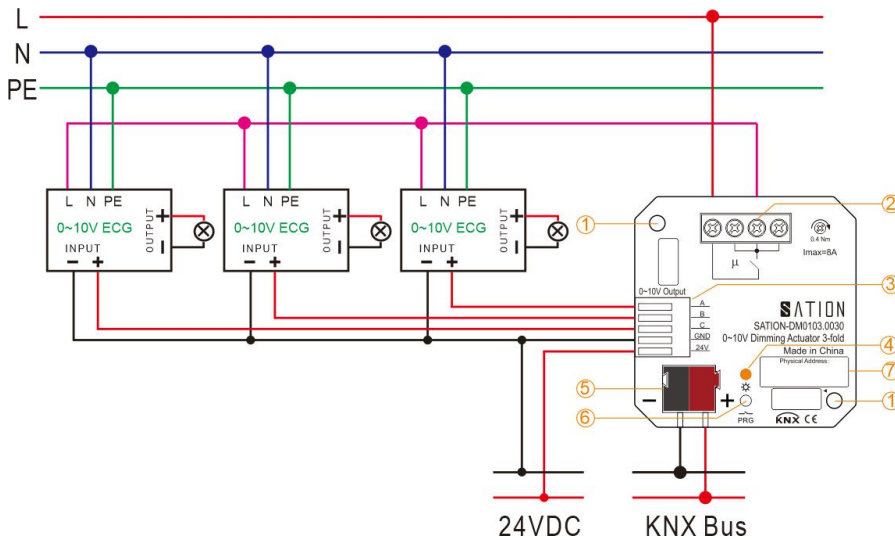 L
N
PE
L N PE
0~10V ECG
INPUT
− +
OUTPUT
+ −
L N PE
0~10V ECG
INPUT
− +
OUTPUT
+ −
L N PE
0~10V ECG
INPUT
− +
OUTPUT
+ −
①
②
0.4 Nm
Imax=8A
μ
③
0~10V Output
A
B
C
GND
24V
SATION
SATION-DM0103.0030
0~10V Dimming Actuator 3-fold
Made in China
④
Physical Address:
⑦
⑤
− +
⑥
PRG
KNX CE
①
24VDC
KNX Bus